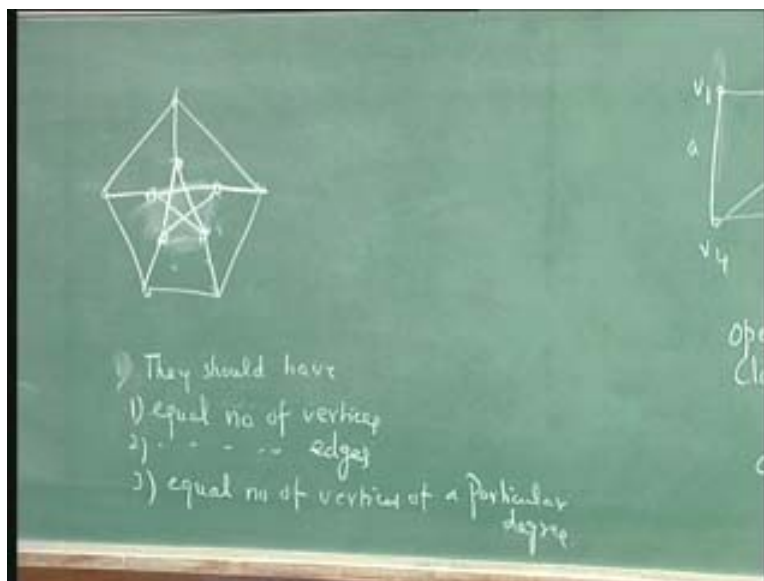 V1
a
V4
ope
Clo
They should have
1) equal no of vertices
2) " " " " edges
3) equal no of vertices of a particular
degree